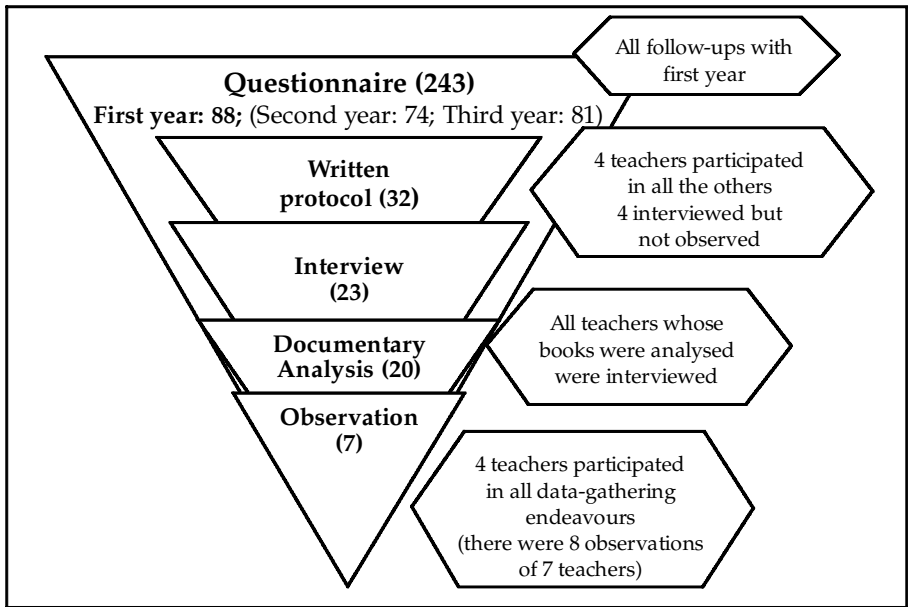 All follow-ups with
first year
Questionnaire (243)
First year: 88; (Second year: 74; Third year: 81)
Written
protocol (32)
4 teachers participated
in all the others
4 interviewed but
not observed
Interview
(23)
All teachers whose
books were analysed
were interviewed
Documentary
Analysis (20)
Observation
(7)
4 teachers participated
in all data-gathering
endeavours
(there were 8 observations
of 7 teachers)